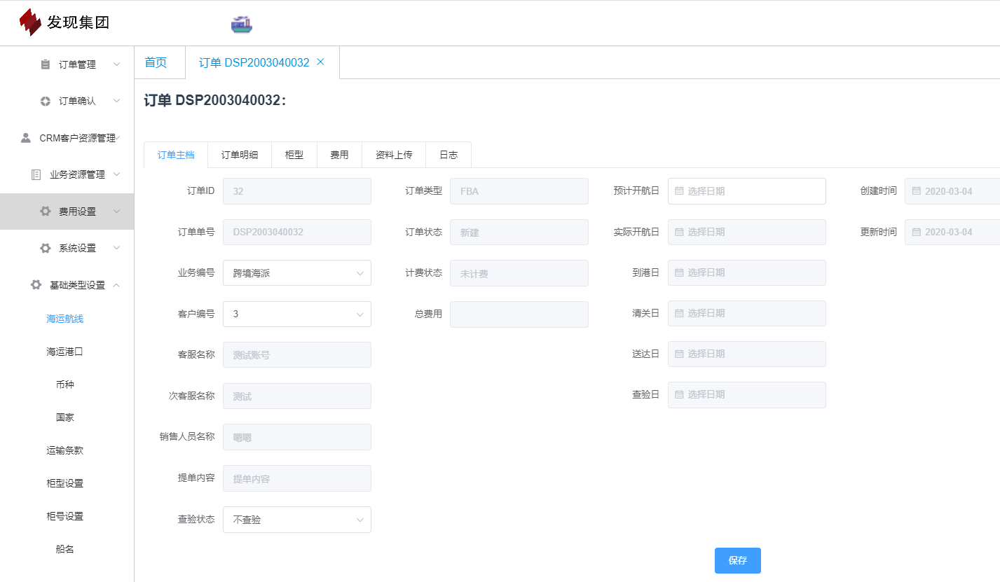 发现集团
订单管理
订单确认
CRM客户资源管理
业务资源管理
费用设置
系统设置
基础类型设置
海运航线
海运港口
币种
国家
运输条款
柜型设置
柜号设置
船名
首页
订单 DSP2003040032
订单 DSP2003040032：
订单主档 订单明细 柜型 费用 资料上传 日志
订单ID 32 订单类型 FBA 预计开航日 选择日期 创建时间 2020-03-04
订单单号 DSP2003040032 订单状态 新建 实际开航日 选择日期 更新时间 2020-03-04
业务编号 跨境海派 计费状态 未计费 到港日 选择日期
客户编号 3 总费用 清关日 选择日期
客服名称 测试账号 送达日 选择日期
次客服名称 测试 查验日 选择日期
销售人员名称 嗯嗯
提单内容 提单内容
查验状态 不查验
保存